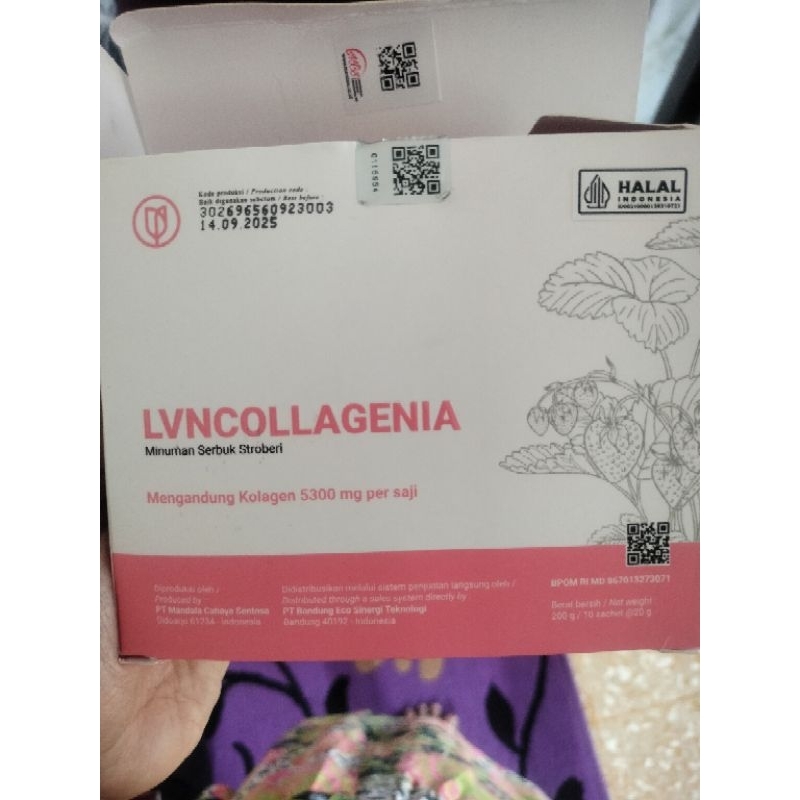 Kode produksi / Production code :
Baik digunakan sebelum / Best before :
302696560923003
14.09.2025
HALAL
INDONESIA
LVNCOLLAGENIA
Minuman Serbuk Stroberi
Mengandung Kolagen 5300 mg per saji
Diproduksi oleh /
Produced by
PT Mandala Cahaya Sentosa
Sidoarjo 61234 - Indonesia
Didistribusikan melalui sistem penjualan langsung oleh /
Distributed through a sales system directly by
PT Bandung Eco Sinergi Teknologi
Bandung 40192 - Indonesia
BPOM RI MD 867013273071
Berat bersih / Net weight
200 g / 10 sachet @20 g